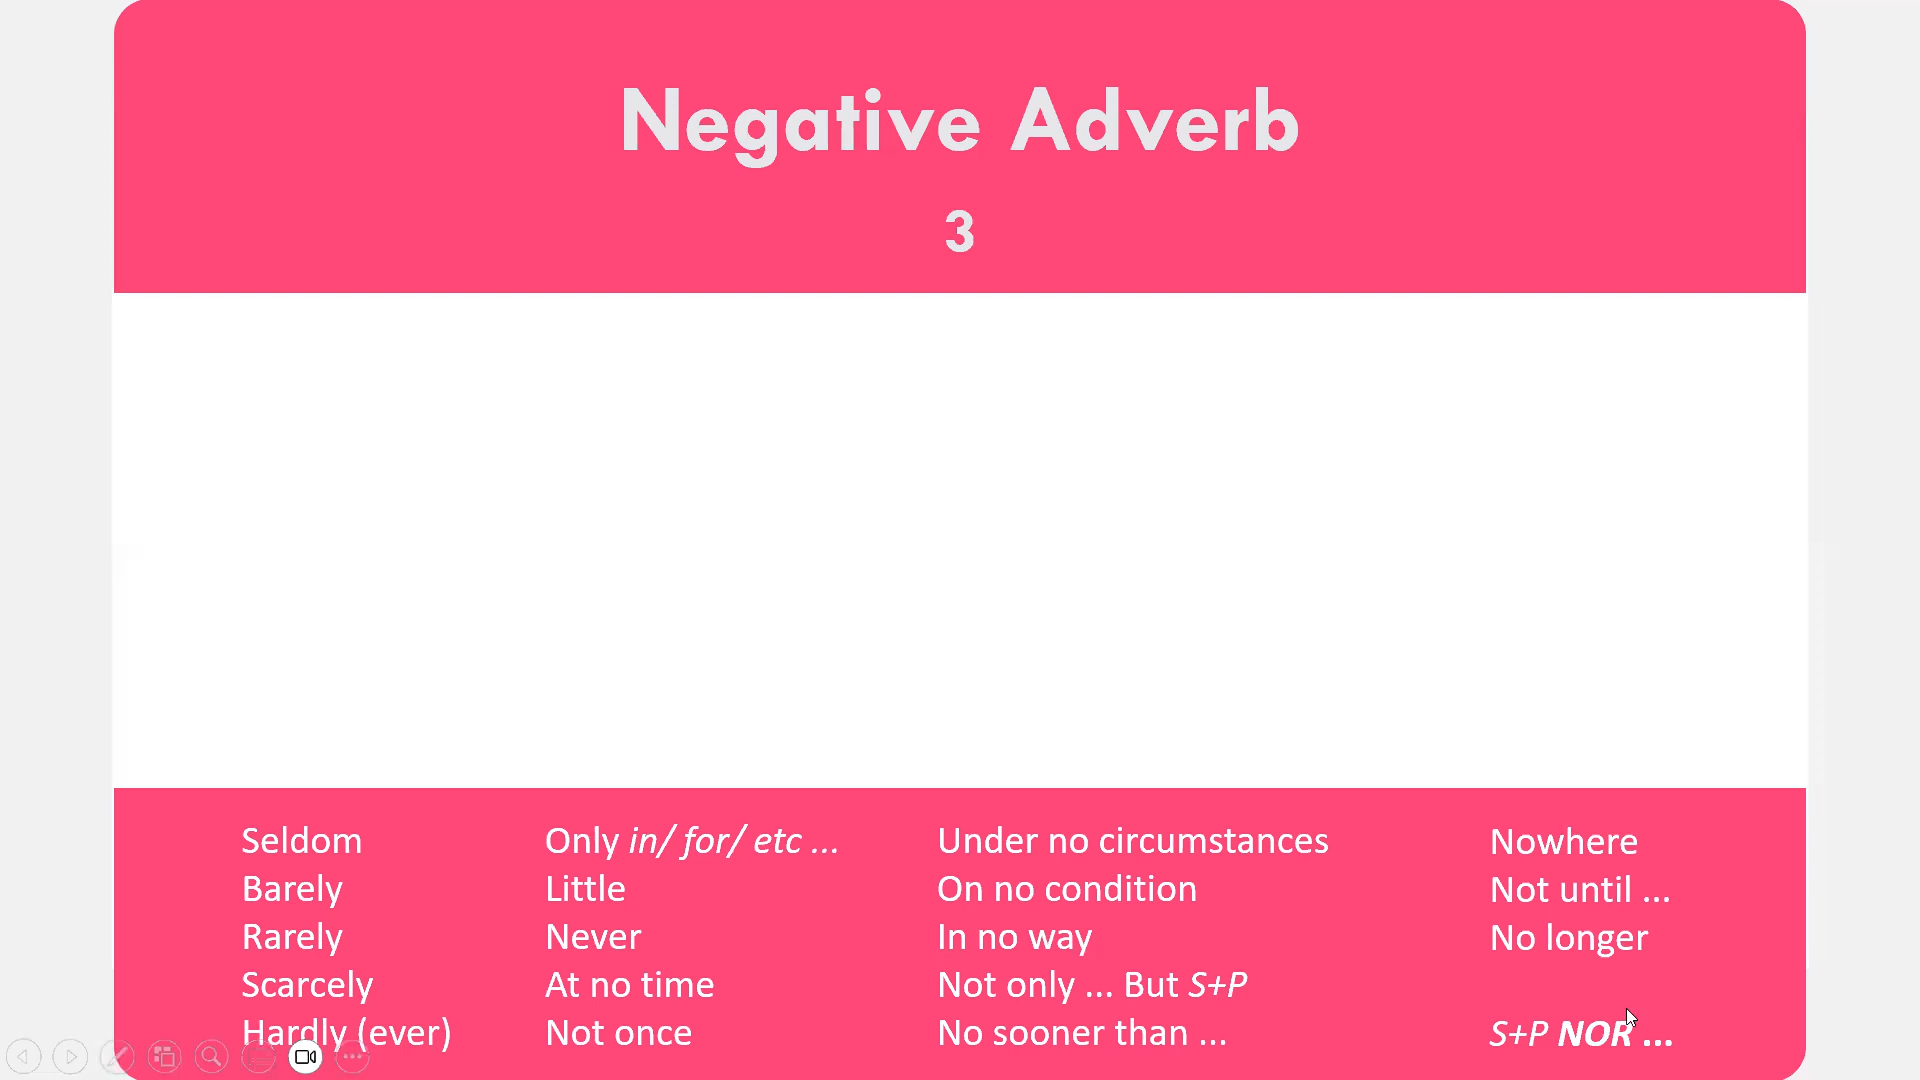 Negative Adverb
3
Seldom
Barely
Rarely
Scarcely
Hardly (ever)
Only in/ for/ etc ...
Little
Never
At no time
Not once
Under no circumstances
On no condition
In no way
Not only ... But S+P
No sooner than ...
Nowhere
Not until ...
No longer
S+P NOR ...